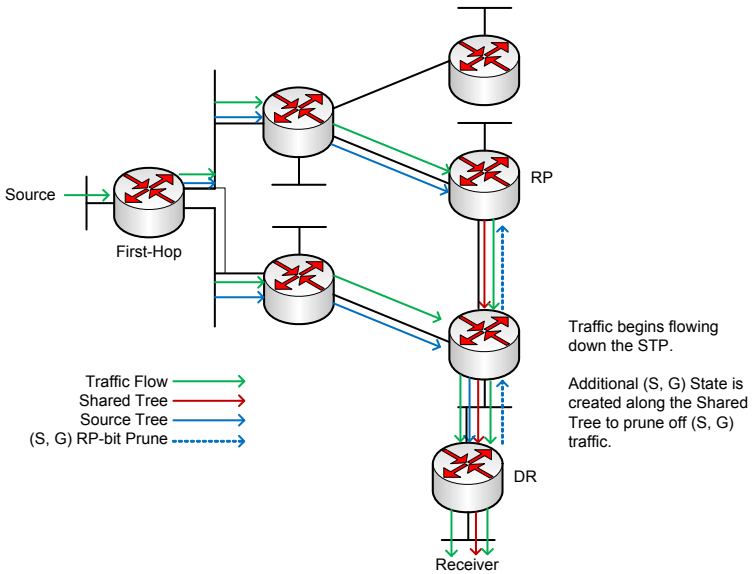 RP
Source
First-Hop
Traffic begins flowing
down the STP.
Additional (S, G) State is
created along the Shared
Tree to prune off (S, G)
traffic.
Traffic Flow
Shared Tree
Source Tree
(S, G) RP-bit Prune
DR
Receiver